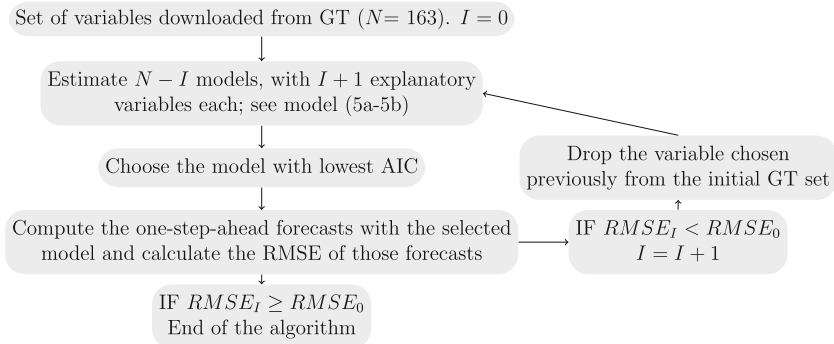 Set of variables downloaded from GT (N= 163). I = 0
Estimate N − I models, with I + 1 explanatory
variables each; see model (5a-5b)
Choose the model with lowest AIC
Compute the one-step-ahead forecasts with the selected
model and calculate the RMSE of those forecasts
IF RMSE_I ≥ RMSE_0
End of the algorithm
IF RMSE_I < RMSE_0
I = I + 1
Drop the variable chosen
previously from the initial GT set